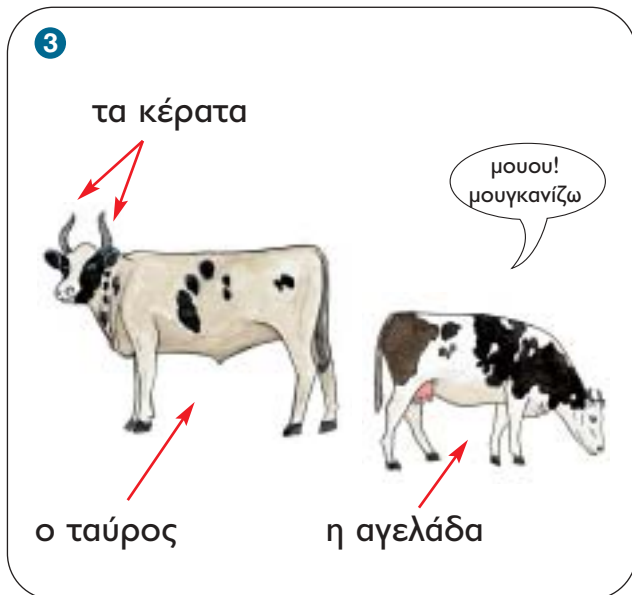 3
τα κέρατα
μουου!
μουγκανίζω
ο ταύρος
η αγελάδα